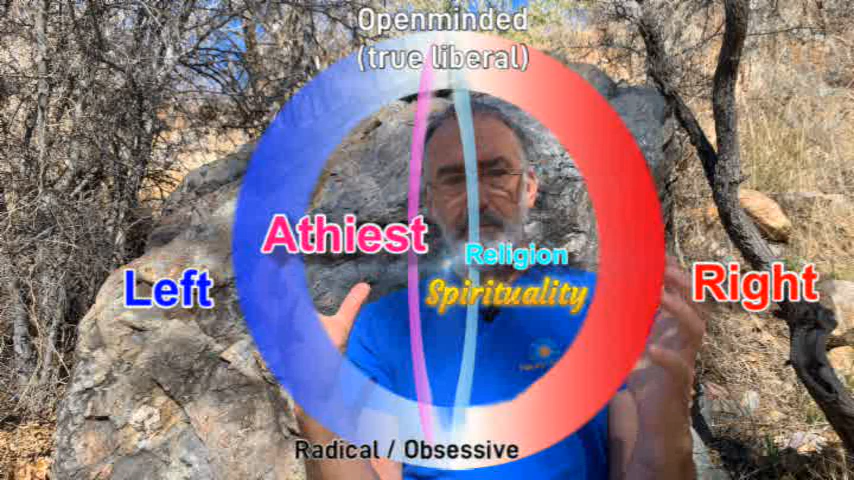 Openminded
(true liberal)
Athiest
Religion
Left
Spirituality
Right
Radical / Obsessive